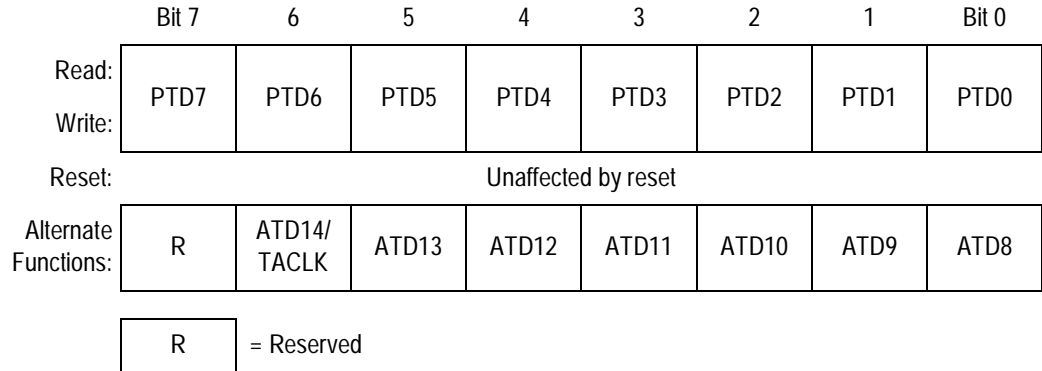 Bit 7 6 5 4 3 2 1 Bit 0
Read:
PTD7 PTD6 PTD5 PTD4 PTD3 PTD2 PTD1 PTD0
Write:
Reset: Unaffected by reset
Alternate Functions: R ATD14/ TACLK ATD13 ATD12 ATD11 ATD10 ATD9 ATD8
R = Reserved